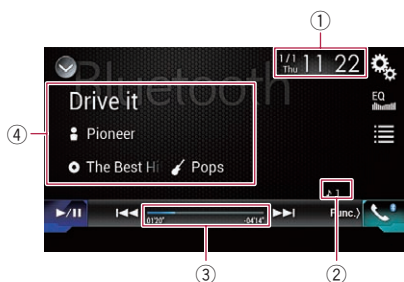 ①
Bluetooth
1/1
Thu 11 22
EQ
Drive it
Pioneer
The Best Hi
Pops
④
♪ 1
01'20"
-04'14"
Func.
③
②